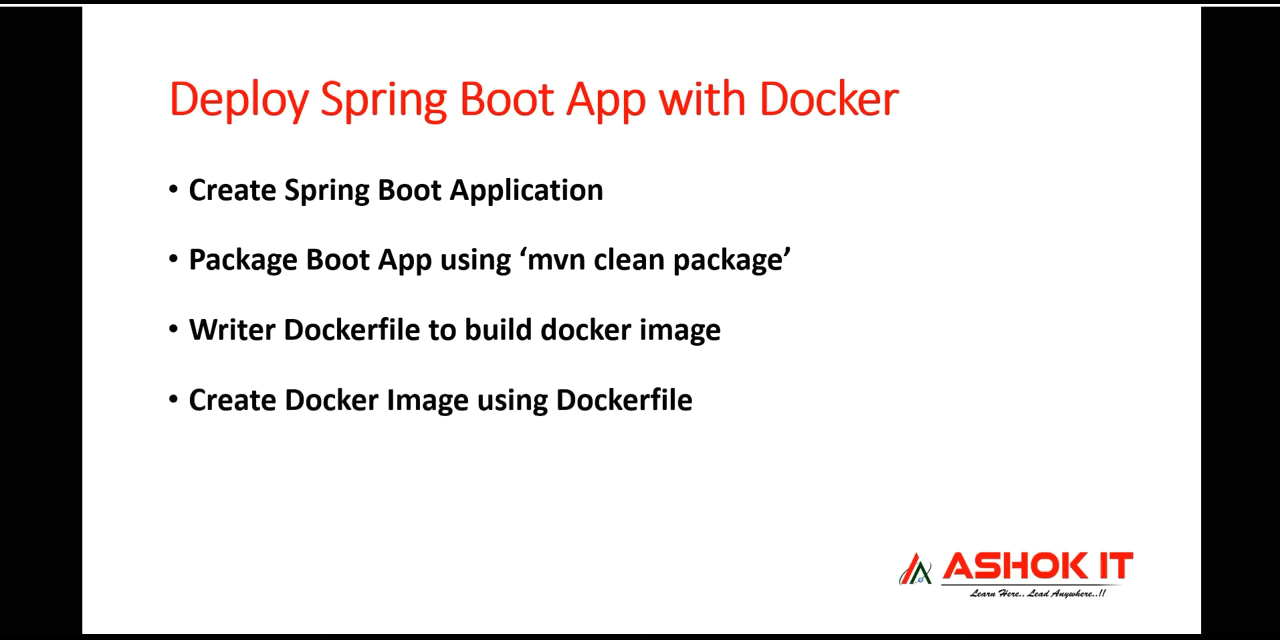 Deploy Spring Boot App with Docker
• Create Spring Boot Application
• Package Boot App using ‘mvn clean package’
• Writer Dockerfile to build docker image
• Create Docker Image using Dockerfile
ASHOK IT
Learn Here.. Lead Anywhere..!!